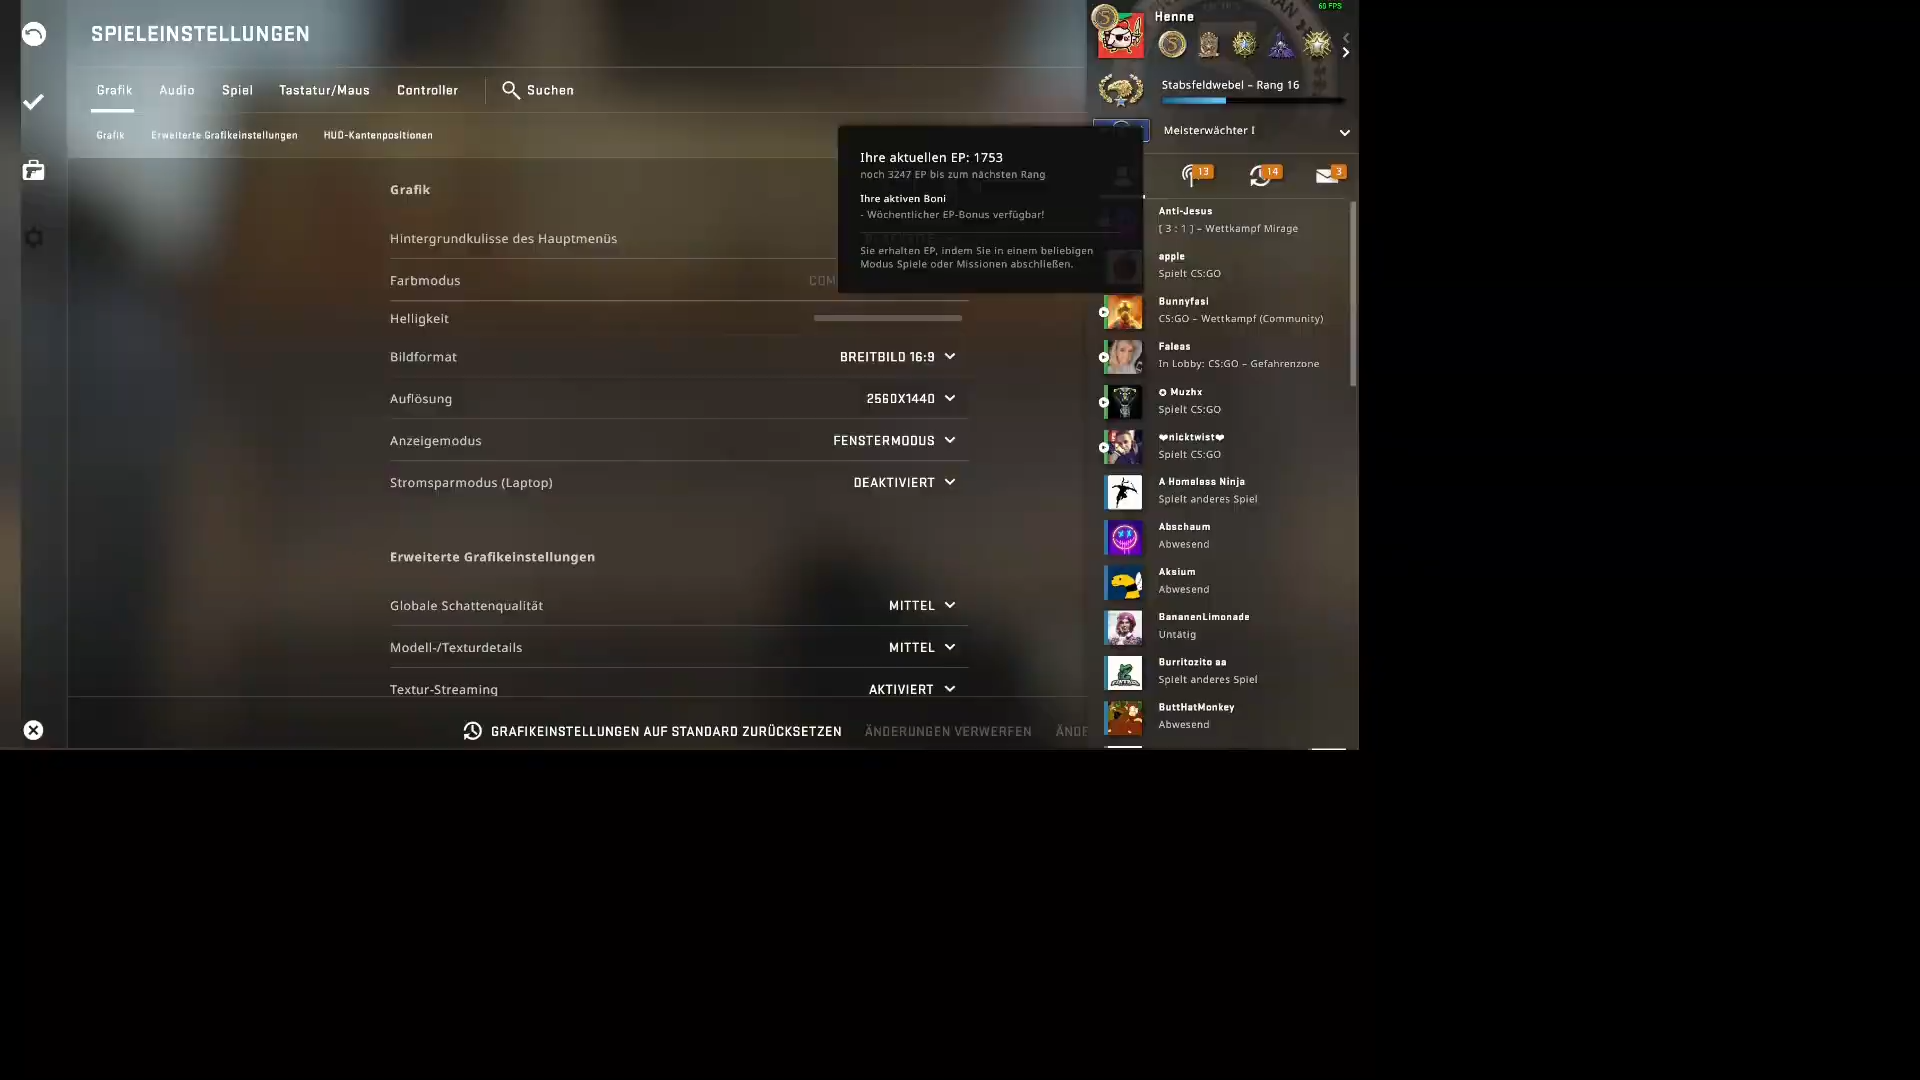 60 FPS
SPIELEINSTELLUNGEN
Henne
Grafik Audio Spiel Tastatur/Maus Controller Suchen
Stabsfeldwebel – Rang 16
Grafik Erweiterte Grafikeinstellungen HUD-Kantenpositionen
Meisterwächter I
Ihre aktuellen EP: 1753
noch 3247 EP bis zum nächsten Rang
Ihre aktiven Boni
- Wöchentlicher EP-Bonus verfügbar!
Sie erhalten EP, indem Sie in einem beliebigen
Modus Spiele oder Missionen abschließen.
13 14 3
Grafik
Hintergrundkulisse des Hauptmenüs
Farbmodus COM
Helligkeit
Bildformat BREITBILD 16:9
Auflösung 2560X1440
Anzeigemodus FENSTERMODUS
Stromsparmodus (Laptop) DEAKTIVIERT
Erweiterte Grafikeinstellungen
Globale Schattenqualität MITTEL
Modell-/Texturdetails MITTEL
Textur-Streaming AKTIVIERT
GRAFIKEINSTELLUNGEN AUF STANDARD ZURÜCKSETZEN ÄNDERUNGEN VERWERFEN ÄNDE
Anti-Jesus
[ 3 : 1 ] – Wettkampf Mirage
apple
Spielt CS:GO
Bunnyfasi
CS:GO – Wettkampf (Community)
Faleas
In Lobby: CS:GO – Gefahrenzone
✪ Muzhx
Spielt CS:GO
❤nicktwist❤
Spielt CS:GO
A Homeless Ninja
Spielt anderes Spiel
Abschaum
Abwesend
Aksium
Abwesend
BananenLimonade
Untätig
Burritozito aa
Spielt anderes Spiel
ButtHatMonkey
Abwesend